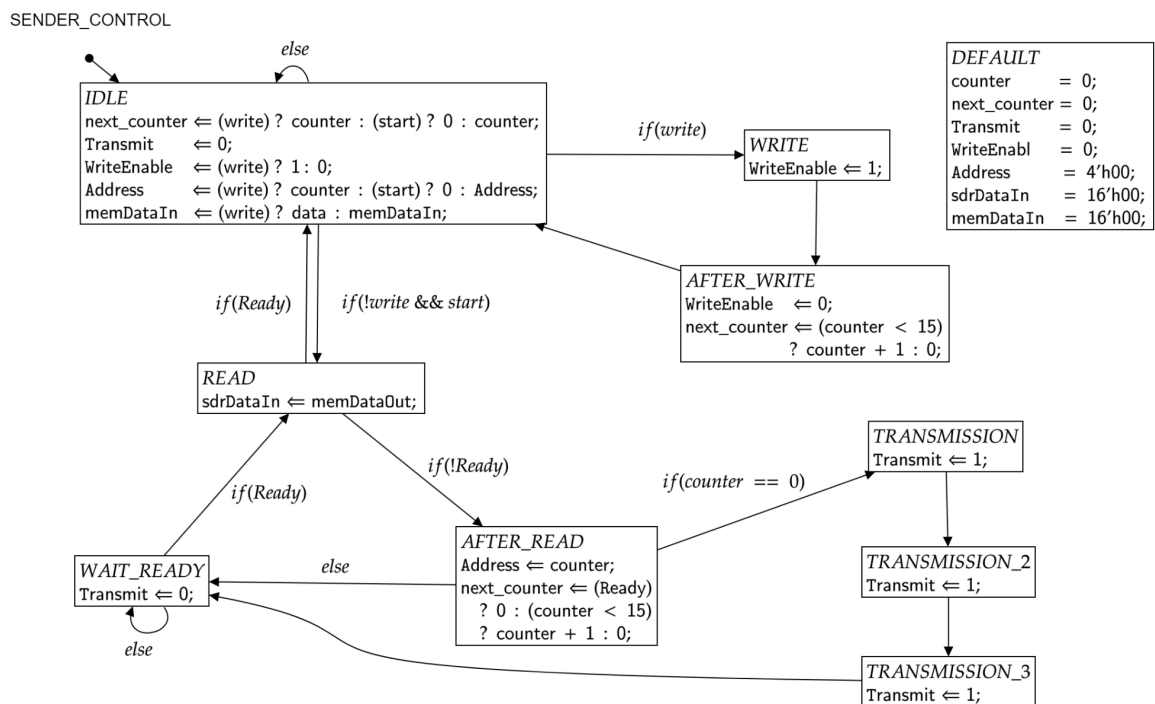 SENDER_CONTROL
else
IDLE
next_counter ⇐ (write) ? counter : (start) ? 0 : counter;
Transmit ⇐ 0;
WriteEnable ⇐ (write) ? 1 : 0;
Address ⇐ (write) ? counter : (start) ? 0 : Address;
memDataIn ⇐ (write) ? data : memDataIn;
if(write)
WRITE
WriteEnable ⇐ 1;
DEFAULT
counter = 0;
next_counter = 0;
Transmit = 0;
WriteEnabl = 0;
Address = 4'h00;
sdrDataIn = 16'h00;
memDataIn = 16'h00;
AFTER_WRITE
WriteEnable ⇐ 0;
next_counter ⇐ (counter < 15)
? counter + 1 : 0;
if(Ready)
if(!write && start)
READ
sdrDataIn ⇐ memDataOut;
if(Ready)
if(!Ready)
if(counter == 0)
TRANSMISSION
Transmit ⇐ 1;
AFTER_READ
Address ⇐ counter;
next_counter ⇐ (Ready)
? 0 : (counter < 15)
? counter + 1 : 0;
else
WAIT_READY
Transmit ⇐ 0;
else
TRANSMISSION_2
Transmit ⇐ 1;
TRANSMISSION_3
Transmit ⇐ 1;